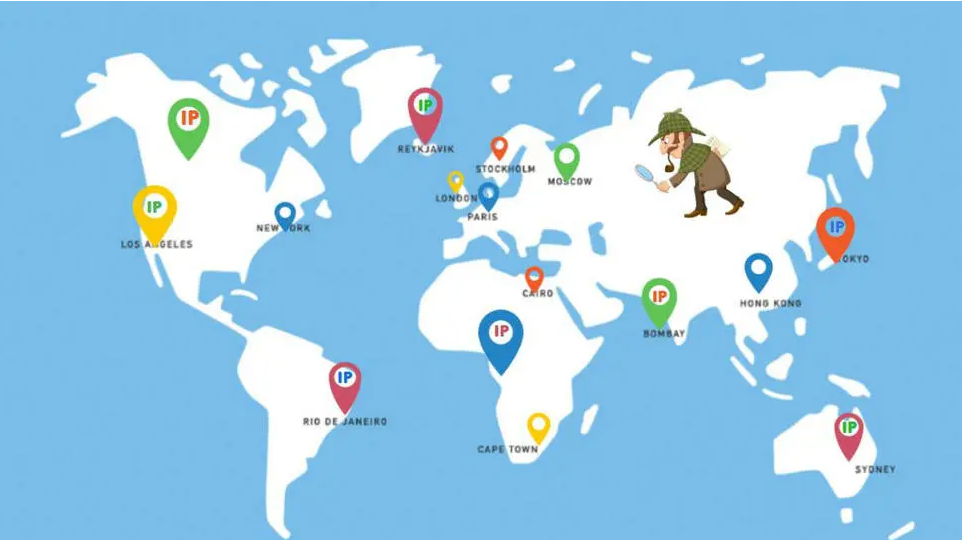 IP
IP
REYKJAVIK
STOCKHOLM
MOSCOW
IP
LONDON
PARIS
NEW YORK
LOS ANGELES
IP
TOKYO
CAIRO
IP
HONG KONG
BOMBAY
IP
IP
RIO DE JANEIRO
CAPE TOWN
IP
SYDNEY